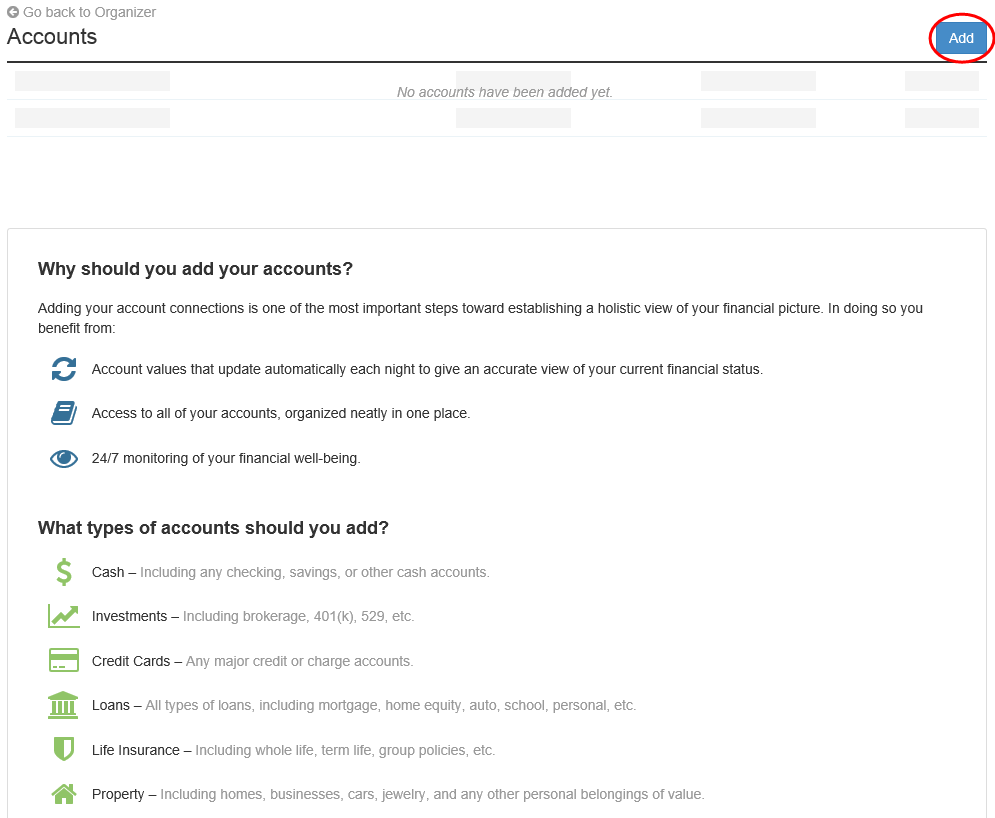 Go back to Organizer
Accounts
Add
No accounts have been added yet.
Why should you add your accounts?
Adding your account connections is one of the most important steps toward establishing a holistic view of your financial picture. In doing so you
benefit from:
Account values that update automatically each night to give an accurate view of your current financial status.
Access to all of your accounts, organized neatly in one place.
24/7 monitoring of your financial well-being.
What types of accounts should you add?
Cash – Including any checking, savings, or other cash accounts.
Investments – Including brokerage, 401(k), 529, etc.
Credit Cards – Any major credit or charge accounts.
Loans – All types of loans, including mortgage, home equity, auto, school, personal, etc.
Life Insurance – Including whole life, term life, group policies, etc.
Property – Including homes, businesses, cars, jewelry, and any other personal belongings of value.